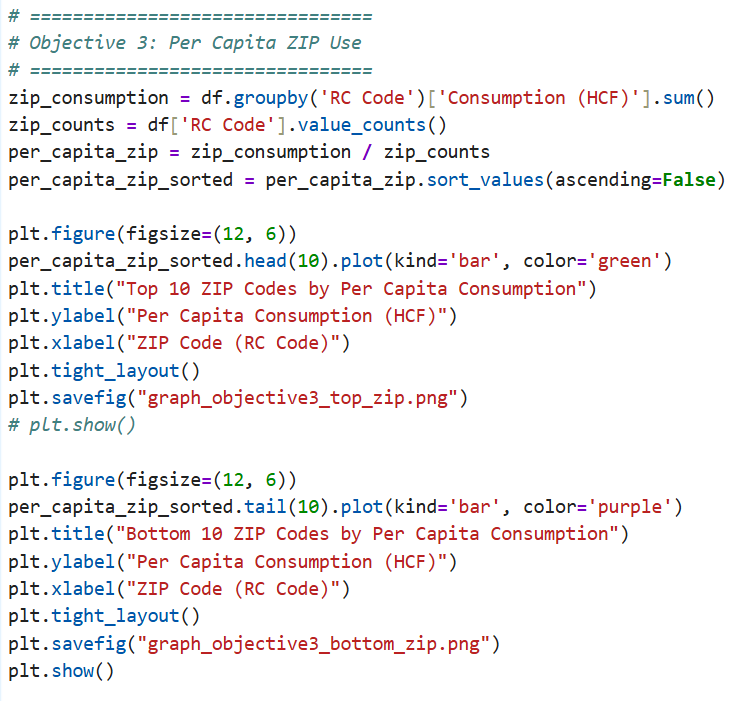 # ================================
# Objective 3: Per Capita ZIP Use
# ================================
zip_consumption = df.groupby('RC Code')['Consumption (HCF)'].sum()
zip_counts = df['RC Code'].value_counts()
per_capita_zip = zip_consumption / zip_counts
per_capita_zip_sorted = per_capita_zip.sort_values(ascending=False)
plt.figure(figsize=(12, 6))
per_capita_zip_sorted.head(10).plot(kind='bar', color='green')
plt.title("Top 10 ZIP Codes by Per Capita Consumption")
plt.ylabel("Per Capita Consumption (HCF)")
plt.xlabel("ZIP Code (RC Code)")
plt.tight_layout()
plt.savefig("graph_objective3_top_zip.png")
# plt.show()
plt.figure(figsize=(12, 6))
per_capita_zip_sorted.tail(10).plot(kind='bar', color='purple')
plt.title("Bottom 10 ZIP Codes by Per Capita Consumption")
plt.ylabel("Per Capita Consumption (HCF)")
plt.xlabel("ZIP Code (RC Code)")
plt.tight_layout()
plt.savefig("graph_objective3_bottom_zip.png")
plt.show()